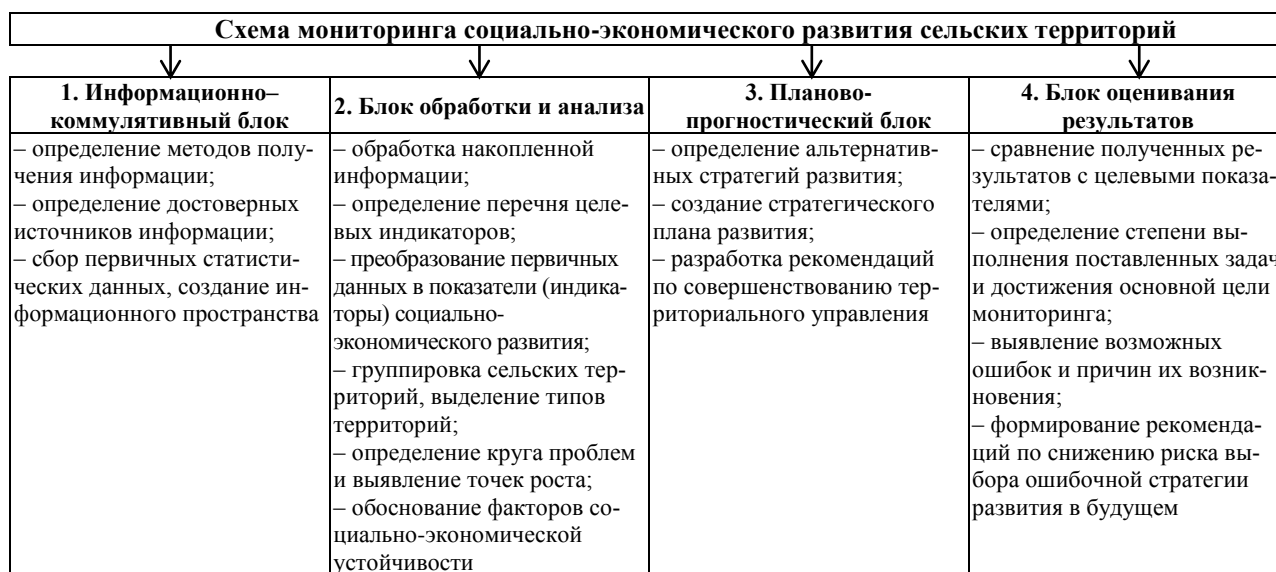 Схема мониторинга социально-экономического развития сельских территорий
1. Информационно–
коммулятивный блок
– определение методов полу-
чения информации;
– определение достоверных
источников информации;
– сбор первичных статисти-
ческих данных, создание ин-
формационного пространства
2. Блок обработки и анализа
– обработка накопленной
информации;
– определение перечня целе-
вых индикаторов;
– преобразование первичных
данных в показатели (индика-
торы) социально-
экономического развития;
– группировка сельских тер-
риторий, выделение типов
территорий;
– определение круга проблем
и выявление точек роста;
– обоснование факторов со-
циально-экономической
устойчивости
3. Планово-
прогностический блок
– определение альтернатив-
ных стратегий развития;
– создание стратегического
плана развития;
– разработка рекомендаций
по совершенствованию тер-
риториального управления
4. Блок оценивания
результатов
– сравнение полученных ре-
зультатов с целевыми показа-
телями;
– определение степени вы-
полнения поставленных задач
и достижения основной цели
мониторинга;
– выявление возможных
ошибок и причин их возник-
новения;
– формирование рекоменда-
ций по снижению риска вы-
бора ошибочной стратегии
развития в будущем